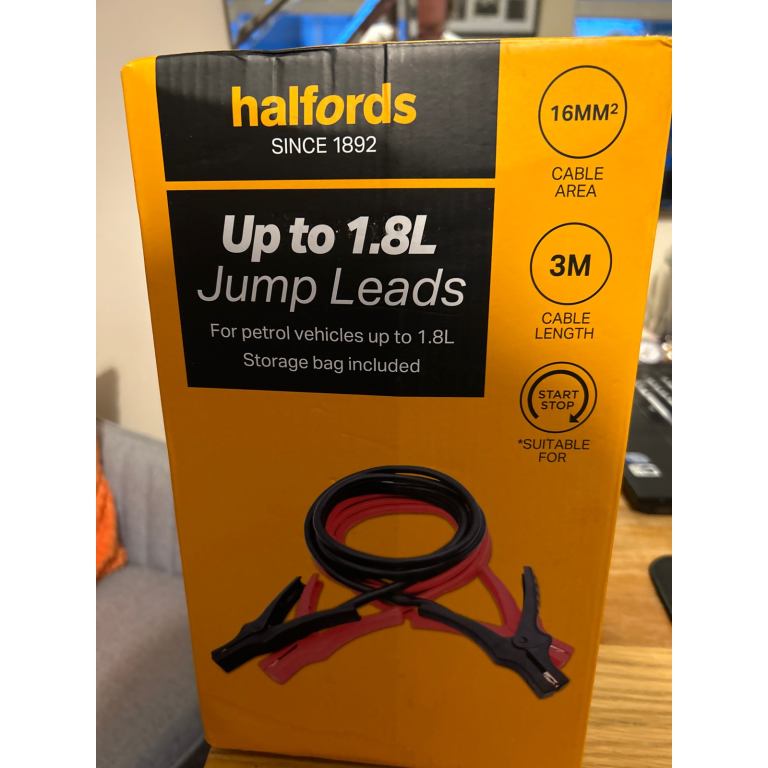 halfords
SINCE 1892
Up to 1.8L
Jump Leads
For petrol vehicles up to 1.8L
Storage bag included
16MM²
CABLE
AREA
3M
CABLE
LENGTH
START
STOP
*SUITABLE
FOR